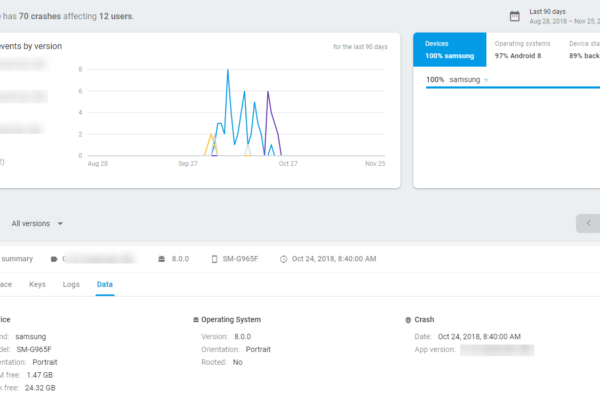 has 70 crashes affecting 12 users.
Last 90 days
Aug 28, 2018 – Nov 25, 2
events by version
for the last 90 days
Devices
100% samsung
Operating systems
97% Android 8
Device sta
89% back
100% samsung
8
6
4
2
0
Aug 28
Sep 27
Oct 27
Nov 25
All versions
summary
8.0.0
SM-G965F
Oct 24, 2018, 8:40:00 AM
ace
Keys
Logs
Data
ice
nd: samsung
del: SM-G965F
entation: Portrait
M free: 1.47 GB
k free: 24.32 GB
Operating System
Version: 8.0.0
Orientation: Portrait
Rooted: No
Crash
Date: Oct 24, 2018, 8:40:00 AM
App version: